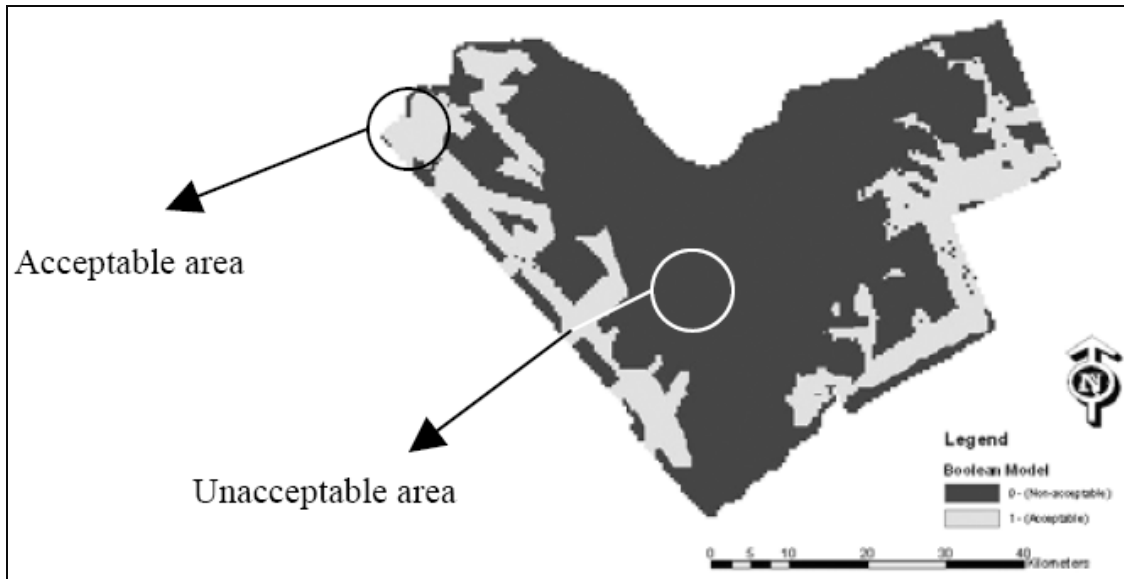 Acceptable area
Unacceptable area
N
Legend
Boolean Model
0 - (Non-acceptable)
1 - (Acceptable)
0 5 10 20 30 40
Kilometers